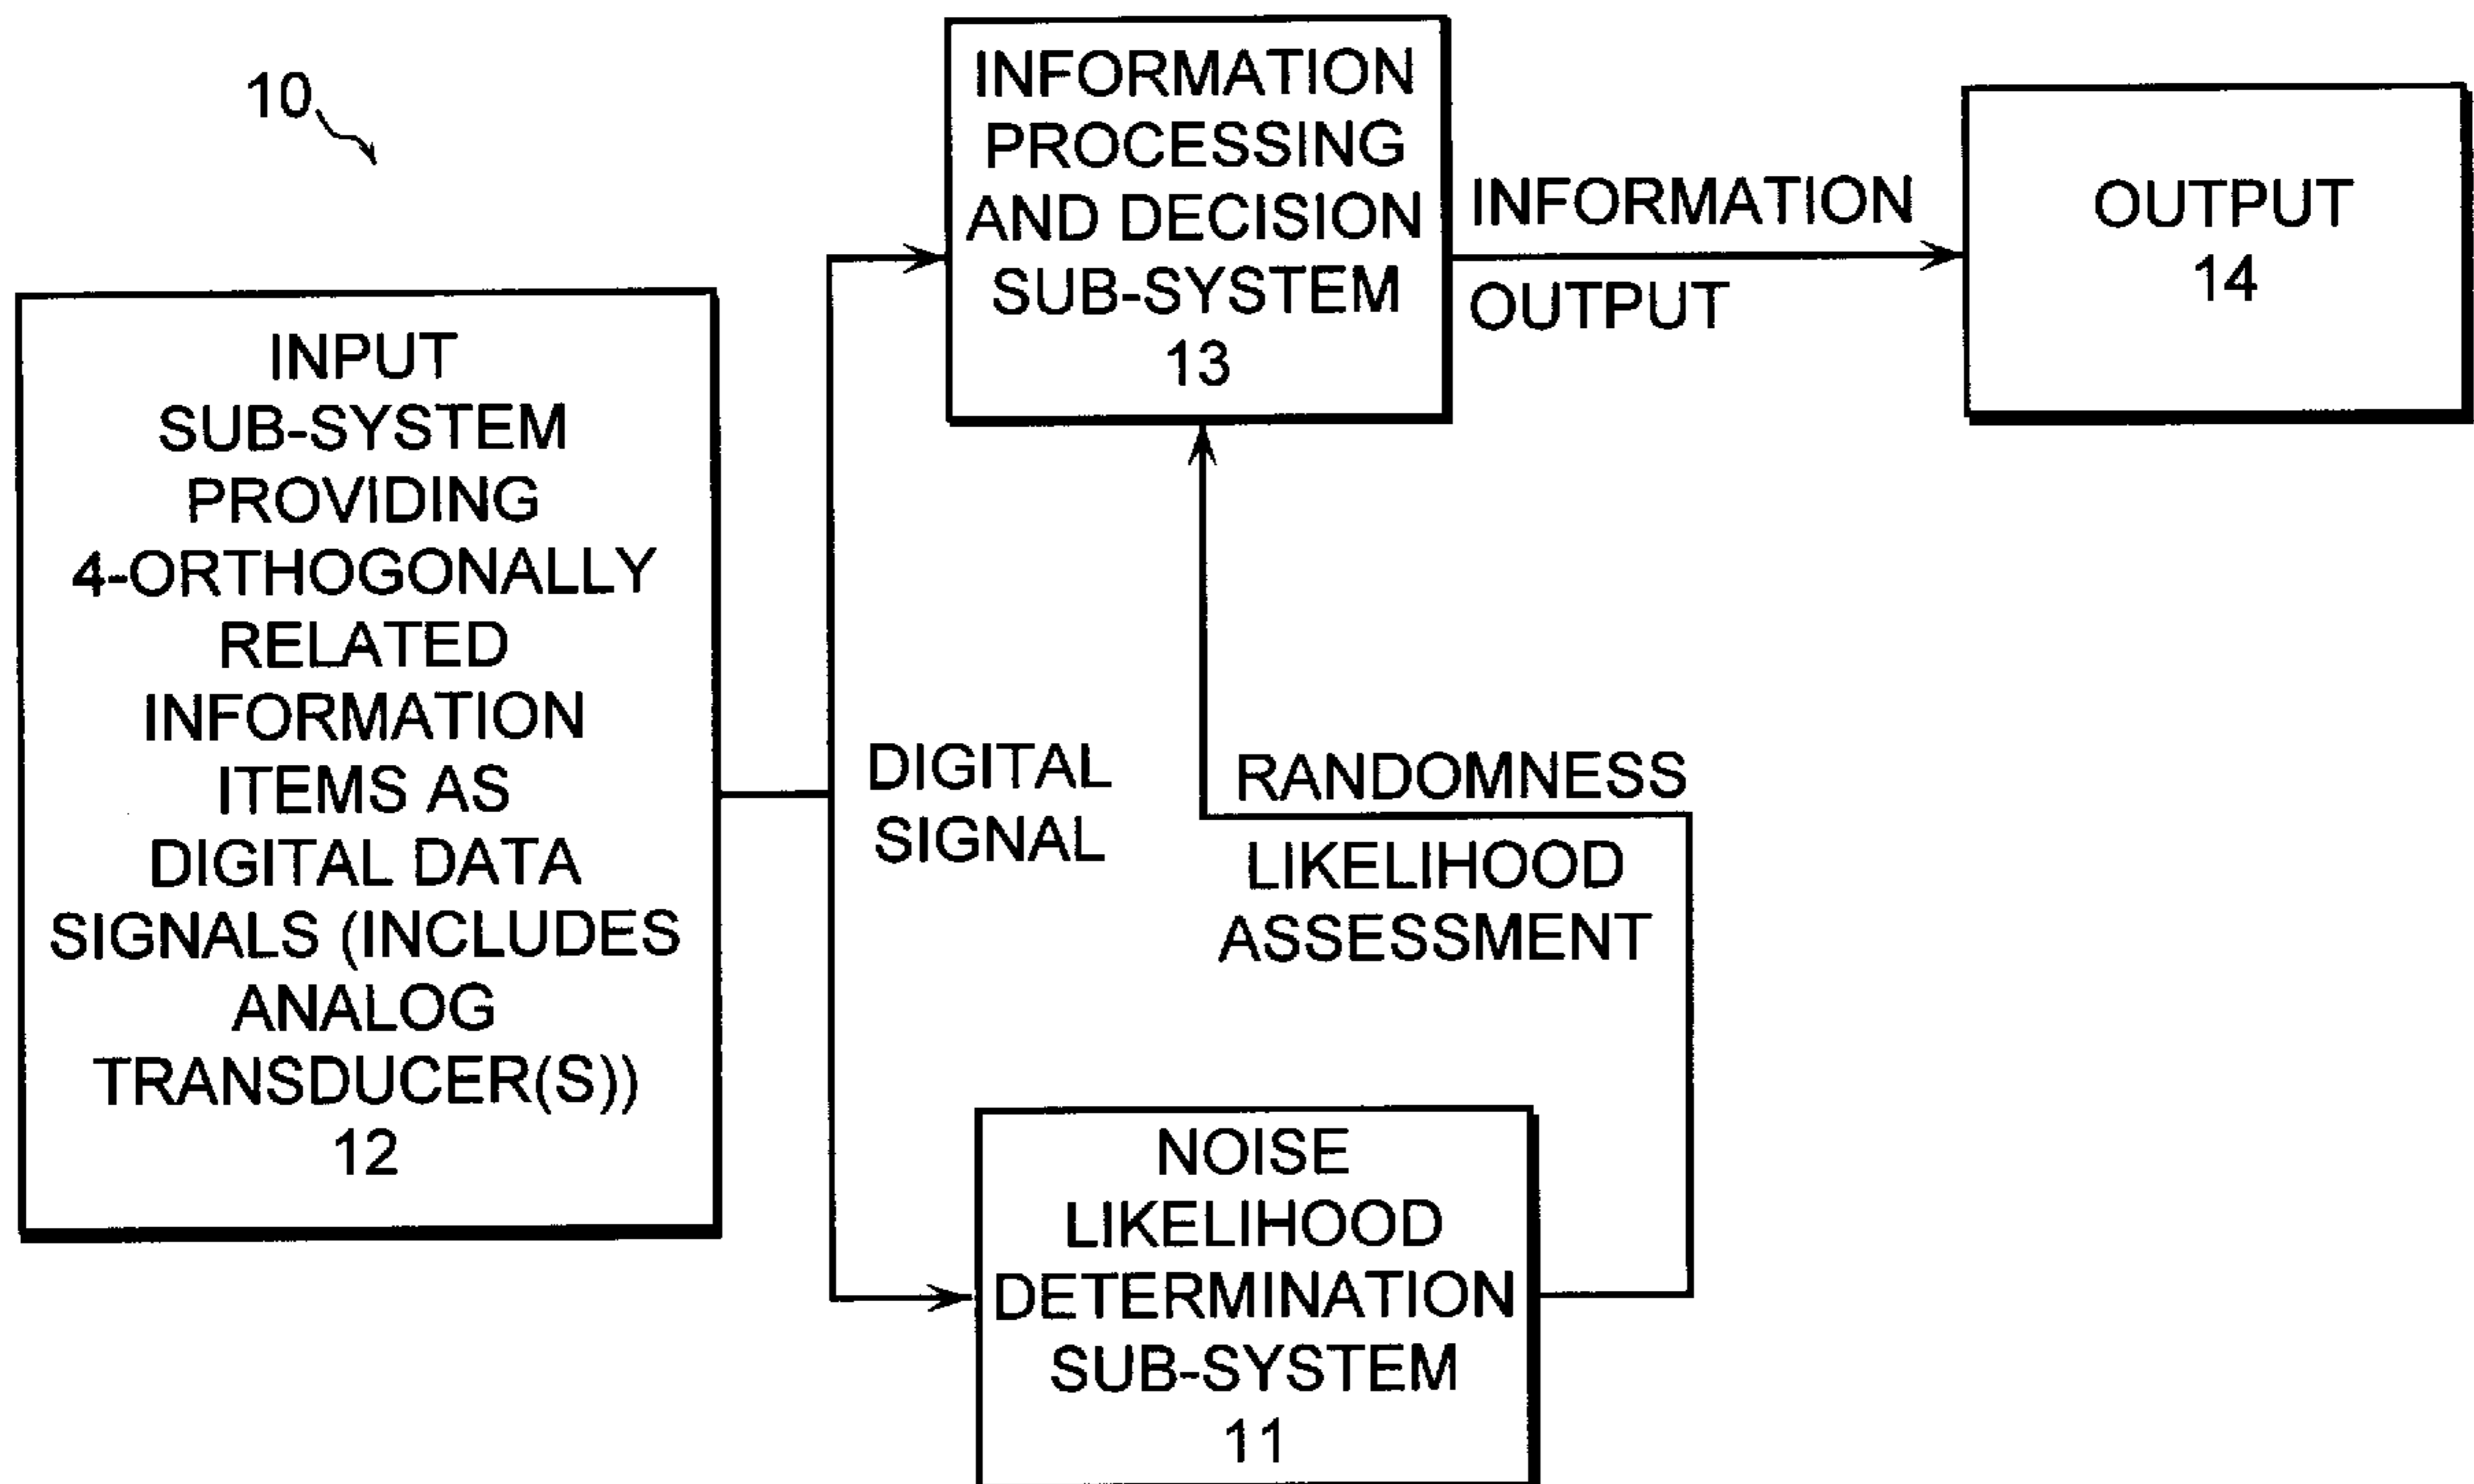 10
INPUT
SUB-SYSTEM
PROVIDING
4-ORTHOGONALLY
RELATED
INFORMATION
ITEMS AS
DIGITAL DATA
SIGNALS (INCLUDES
ANALOG
TRANSDUCER(S))
12
DIGITAL
SIGNAL
INFORMATION
PROCESSING
AND DECISION
SUB-SYSTEM
13
INFORMATION
OUTPUT
OUTPUT
14
RANDOMNESS
LIKELIHOOD
ASSESSMENT
NOISE
LIKELIHOOD
DETERMINATION
SUB-SYSTEM
11